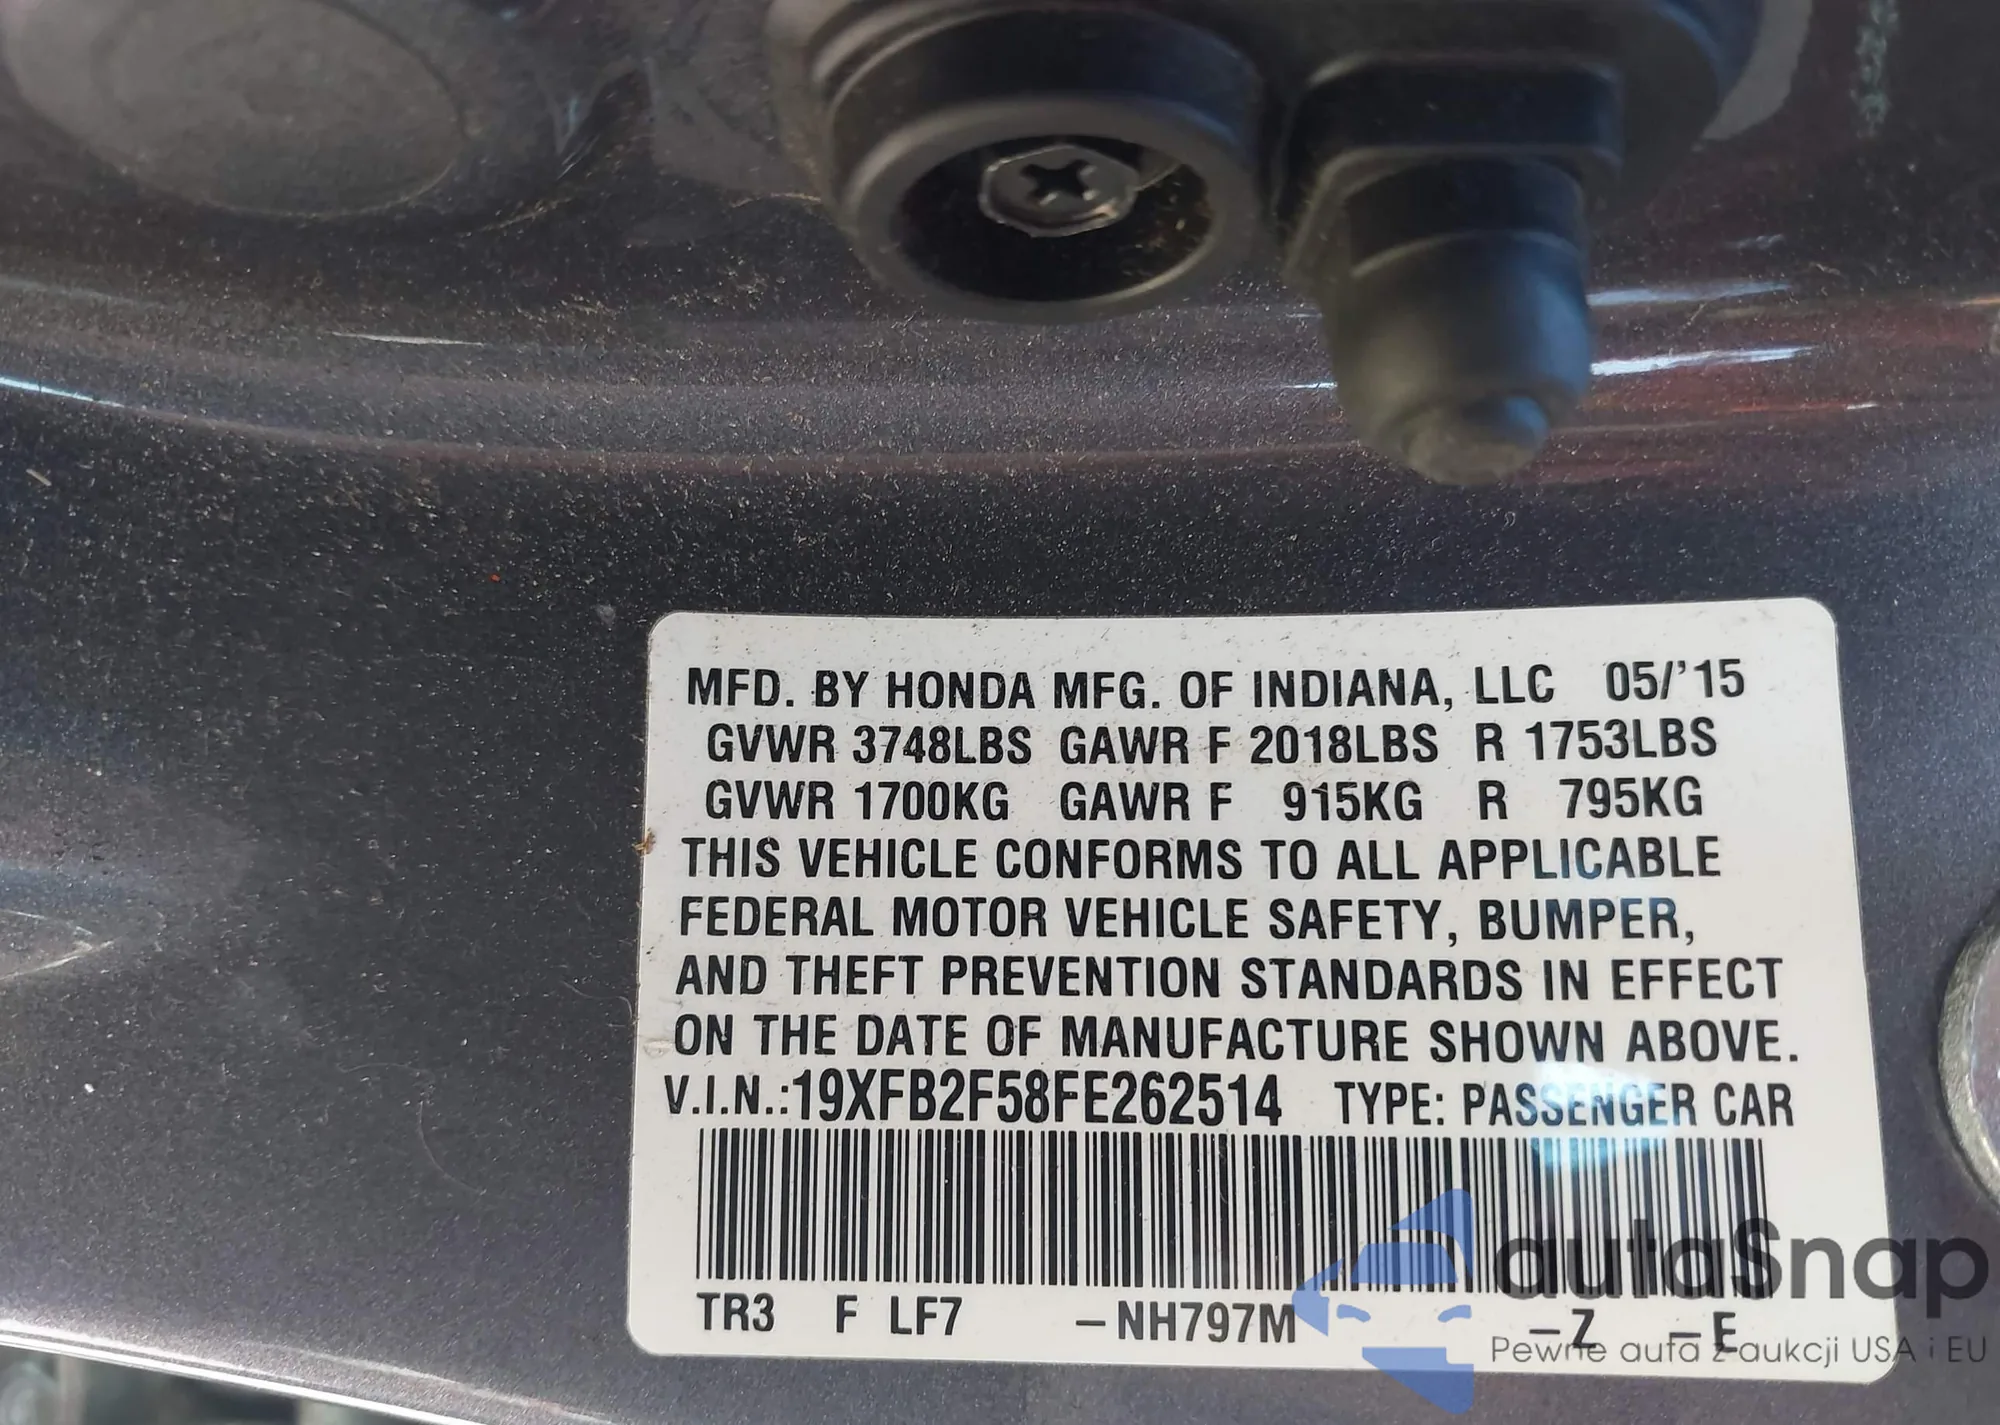 MFD. BY HONDA MFG. OF INDIANA, LLC 05/'15
GVWR 3748LBS GAWR F 2018LBS R 1753LBS
GVWR 1700KG GAWR F 915KG R 795KG
THIS VEHICLE CONFORMS TO ALL APPLICABLE
FEDERAL MOTOR VEHICLE SAFETY, BUMPER,
AND THEFT PREVENTION STANDARDS IN EFFECT
ON THE DATE OF MANUFACTURE SHOWN ABOVE.
V.I.N.:19XFB2F58FE262514 TYPE: PASSENGER CAR
TR3 F LF7 -NH797M -Z -E
autaSnap
Pewne auta z aukcji USA i EU